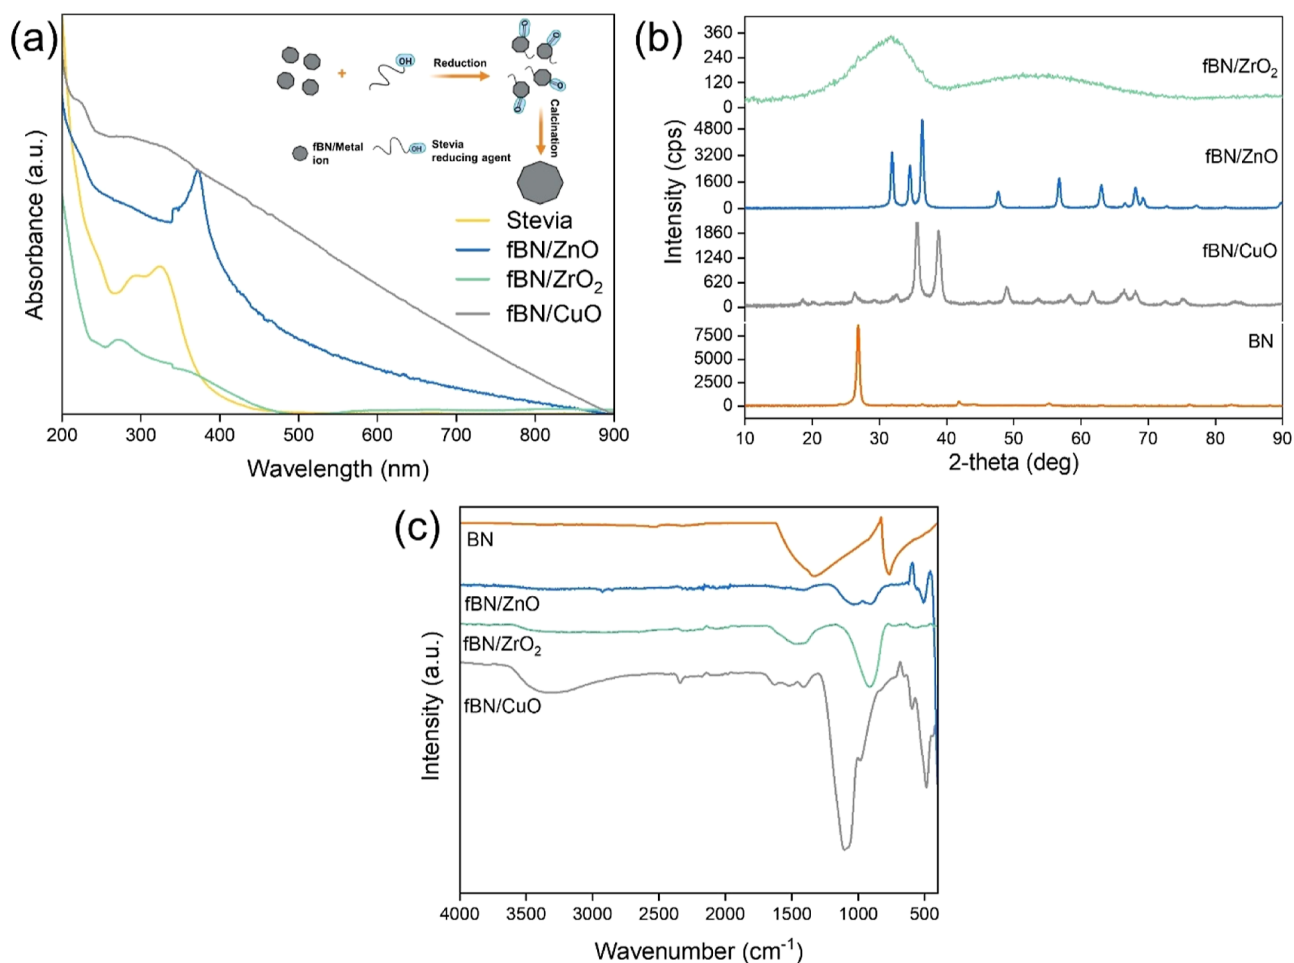 (a)
OH
+
Reduction
O
O
O
O
Calcination
fBN/Metal
ion
OH
Stevia
reducing agent
Stevia
fBN/ZnO
fBN/ZrO2
fBN/CuO
Absorbance (a.u.)
200 300 400 500 600 700 800 900
Wavelength (nm)
(b)
360
240
120
0
fBN/ZrO2
4800
3200
1600
0
fBN/ZnO
1860
1240
620
0
fBN/CuO
7500
5000
2500
0
BN
Intensity (cps)
10 20 30 40 50 60 70 80 90
2-theta (deg)
(c)
BN
fBN/ZnO
fBN/ZrO2
fBN/CuO
Intensity (a.u.)
4000 3500 3000 2500 2000 1500 1000 500
Wavenumber (cm-1)